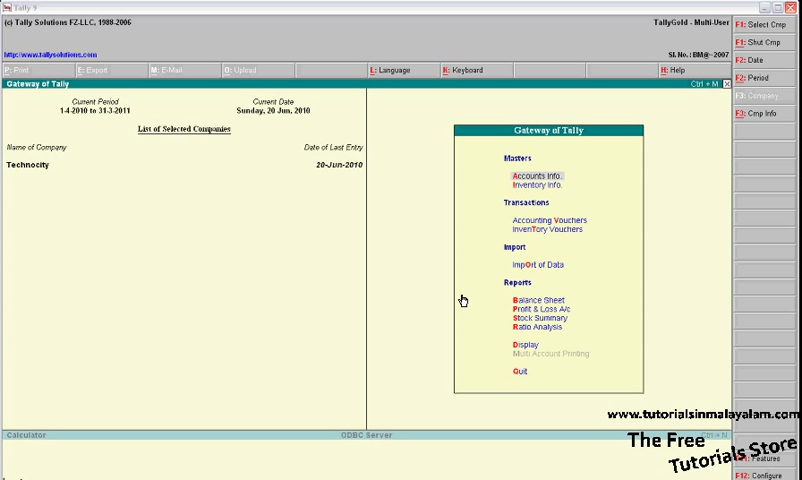 Tally 9
(c) Tally Solutions FZ-LLC, 1988-2006
TallyGold - Multi-User
http://www.tallysolutions.com
Sl. No.: BM@~2007
P: Print
E: Export
M: E-Mail
O: Upload
L: Language
K: Keyboard
H: Help
Gateway of Tally
Ctrl + M
Current Period
1-4-2010 to 31-3-2011
Current Date
Sunday, 20 Jun, 2010
List of Selected Companies
Name of Company
Date of Last Entry
Technocity
20-Jun-2010
Gateway of Tally
Masters
Accounts Info.
Inventory Info.
Transactions
Accounting Vouchers
InvenTory Vouchers
Import
ImpOrt of Data
Reports
Balance Sheet
Profit & Loss A/c
Stock Summary
Ratio Analysis
Display
Multi Account Printing
Quit
F1: Select Cmp
F1: Shut Cmp
F2: Date
F2: Period
F3: Company
F3: Cmp Info
Calculator
ODBC Server
Ctrl + N
www.tutorialsinmalayalam.com
The Free
Tutorials Store
Features
F12: Configure